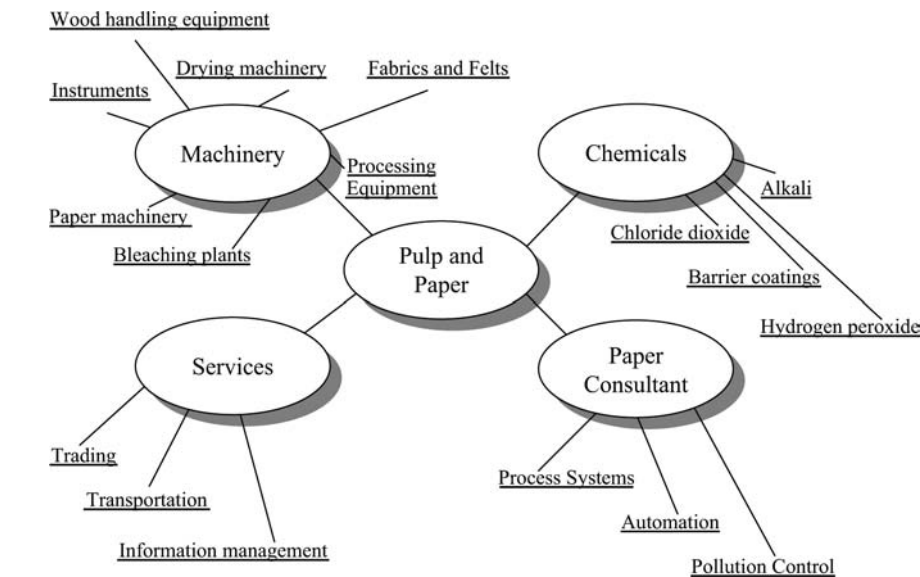 Wood handling equipment
Drying machinery
Fabrics and Felts
Instruments
Machinery
Processing
Equipment
Paper machinery
Bleaching plants
Chemicals
Alkali
Chloride dioxide
Barrier coatings
Hydrogen peroxide
Pulp and
Paper
Services
Trading
Transportation
Information management
Paper
Consultant
Process Systems
Automation
Pollution Control